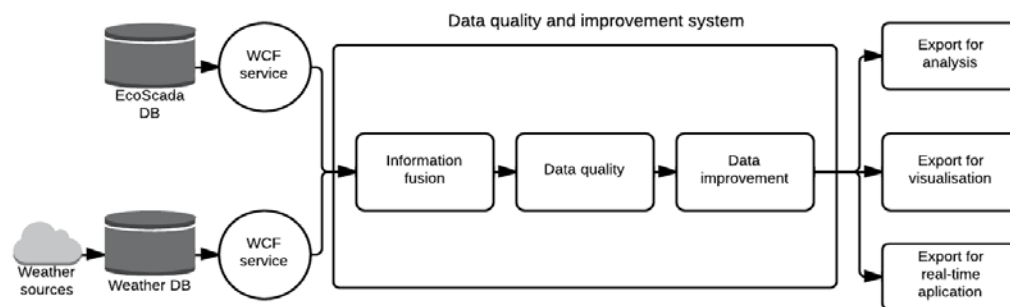 Data quality and improvement system
EcoScada
DB
WCF
service
Weather
sources
Weather DB
WCF
service
Information
fusion
Data quality
Data
improvement
Export for
analysis
Export for
visualisation
Export for
real-time
aplication